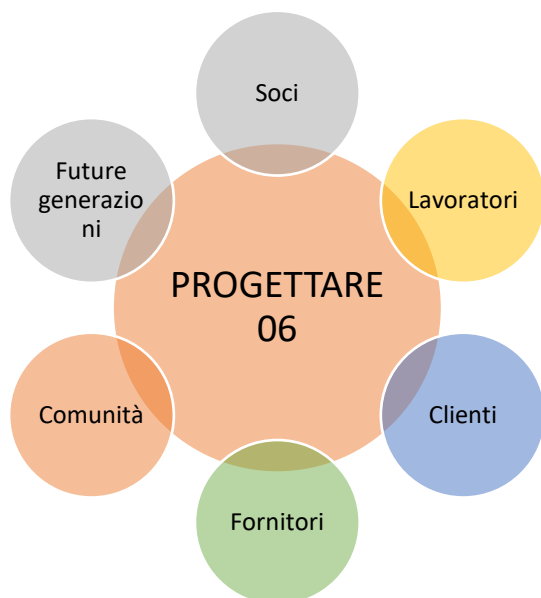 Soci
Future
generazio
ni
Lavoratori
PROGETTARE
06
Comunità
Clienti
Fornitori